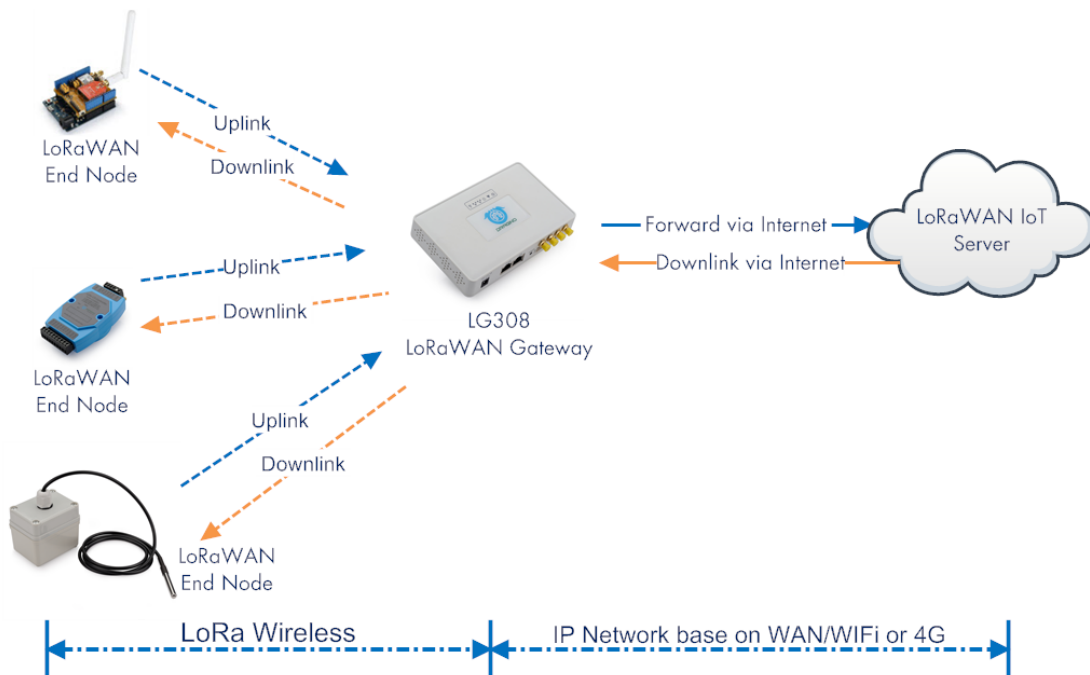 LoRaWAN
End Node
Uplink
Downlink
LoRaWAN
End Node
Uplink
Downlink
LG308
LoRaWAN Gateway
Forward via Internet
Downlink via Internet
LoRaWAN IoT
Server
Uplink
Downlink
LoRaWAN
End Node
LoRa Wireless
IP Network base on WAN/WIFi or 4G